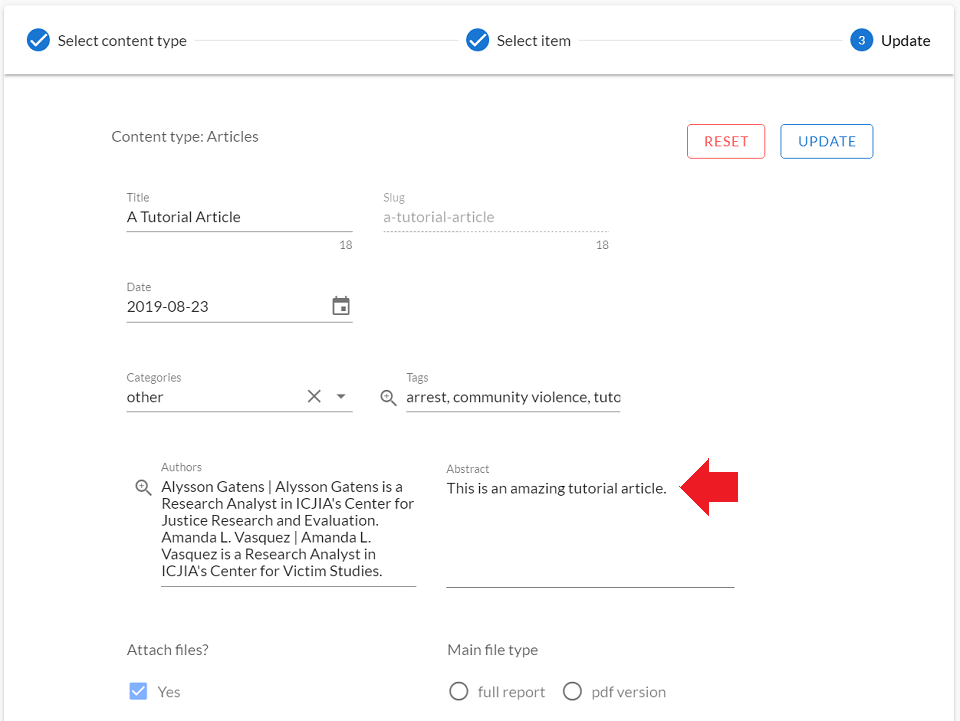 Select content type
Select item
3
Update
Content type: Articles
RESET
UPDATE
Title
A Tutorial Article
18
Slug
a-tutorial-article
18
Date
2019-08-23
Categories
other
Tags
arrest, community violence, tuto
Authors
Alysson Gatens | Alysson Gatens is a
Research Analyst in ICJIA's Center for
Justice Research and Evaluation.
Amanda L. Vasquez | Amanda L.
Vasquez is a Research Analyst in
ICJIA's Center for Victim Studies.
Abstract
This is an amazing tutorial article.
Attach files?
Yes
Main file type
full report
pdf version